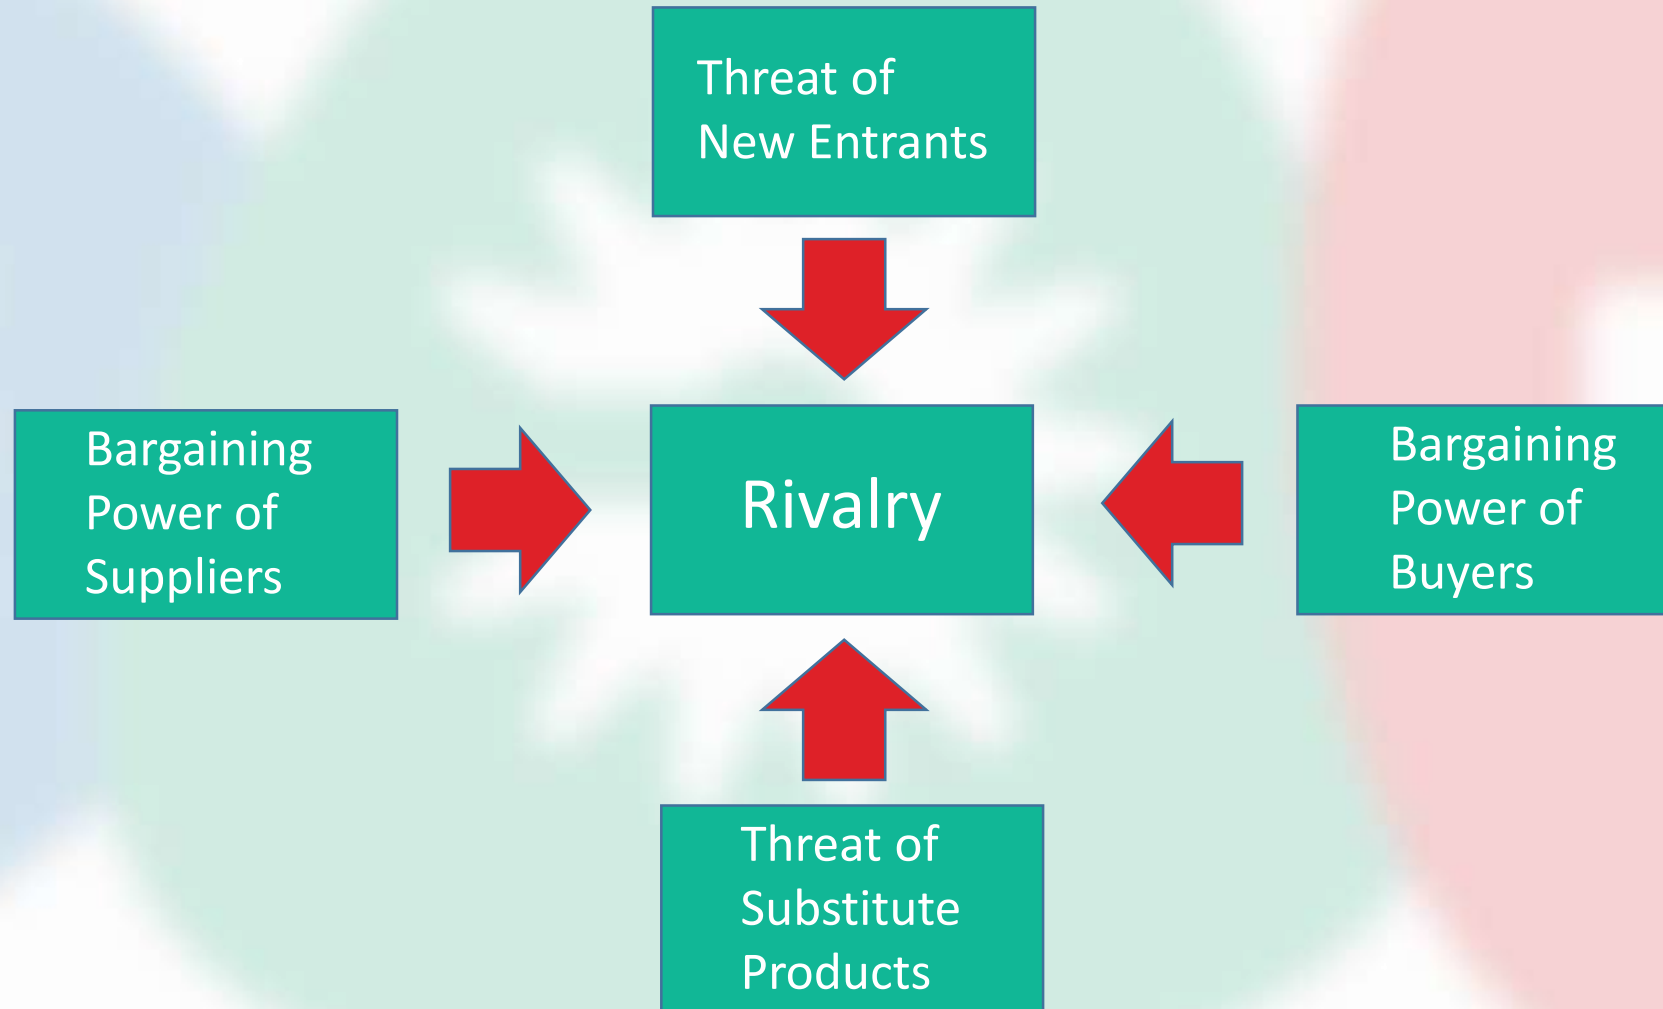 Threat of
New Entrants
Bargaining
Power of
Suppliers
Rivalry
Bargaining
Power of
Buyers
Threat of
Substitute
Products